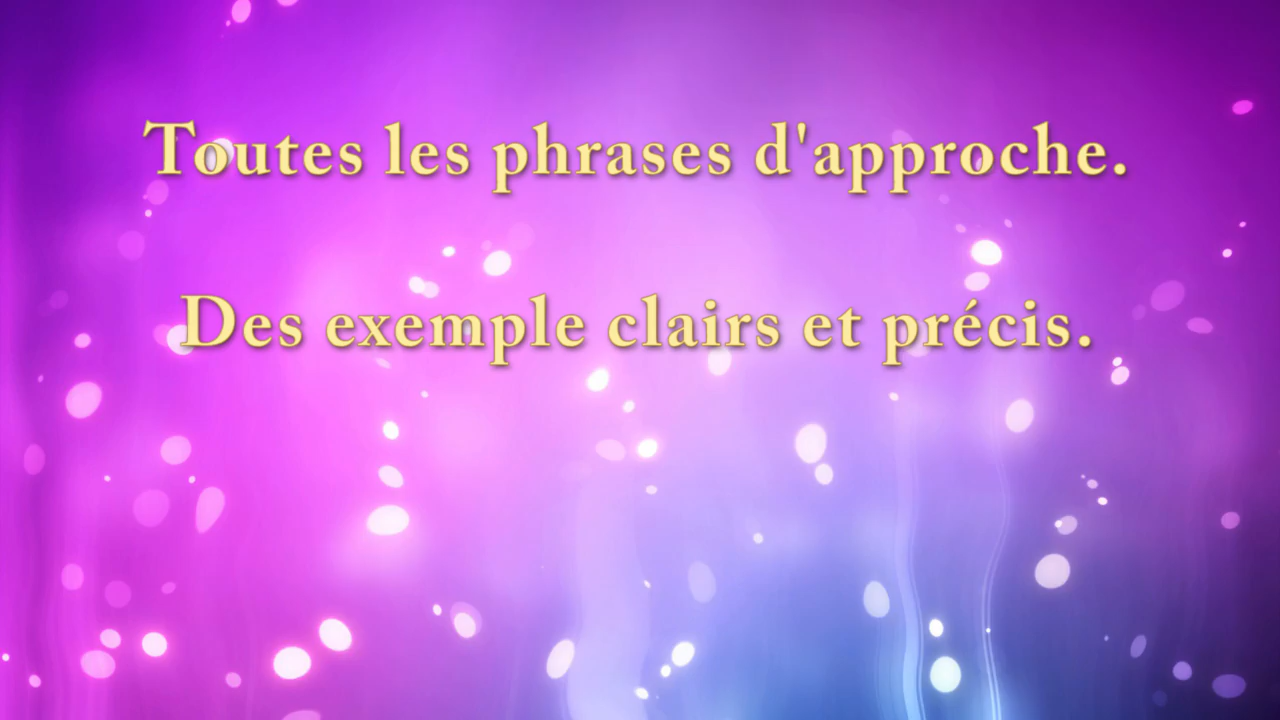 Toutes les phrases d'approche.
Des exemple clairs et précis.